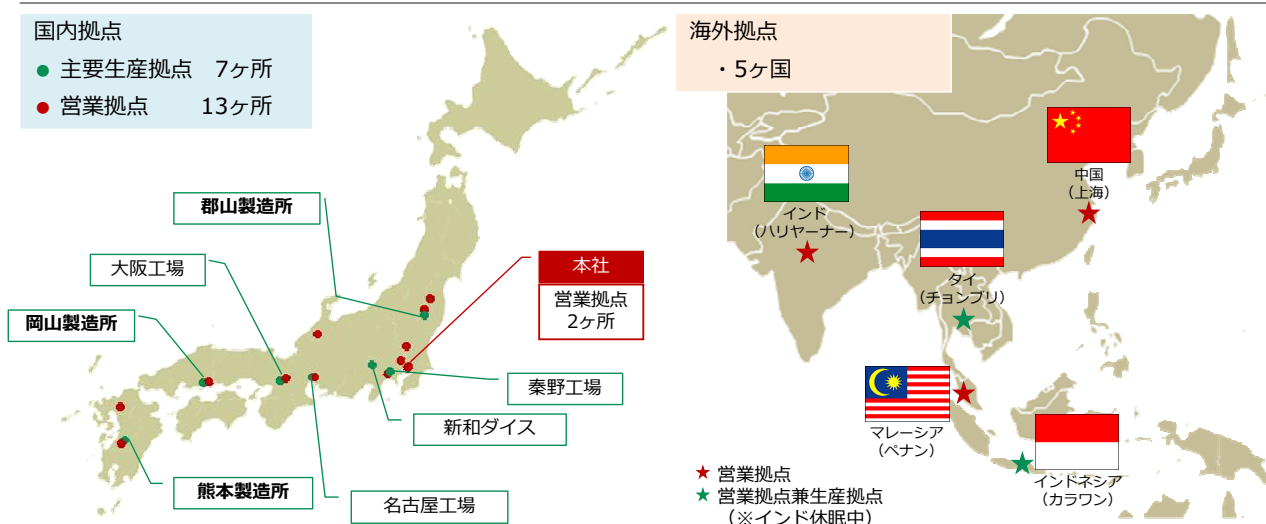 国内拠点
主要生産拠点 7ヶ所
営業拠点 13ヶ所
郡山製造所
大阪工場
岡山製造所
本社
営業拠点
2ヶ所
秦野工場
新和ダイス
熊本製造所
名古屋工場
海外拠点
・5ヶ国
中国
（上海）
インド
（ハリヤーナー）
タイ
（チョンブリ）
マレーシア
（ペナン）
インドネシア
（カラワン）
★ 営業拠点
★ 営業拠点兼生産拠点
（※インド休眠中）